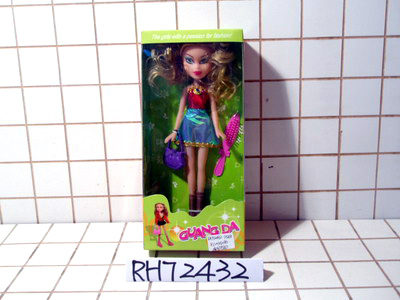 The girls with a passion for fashion!
GUANG DA
RH72432